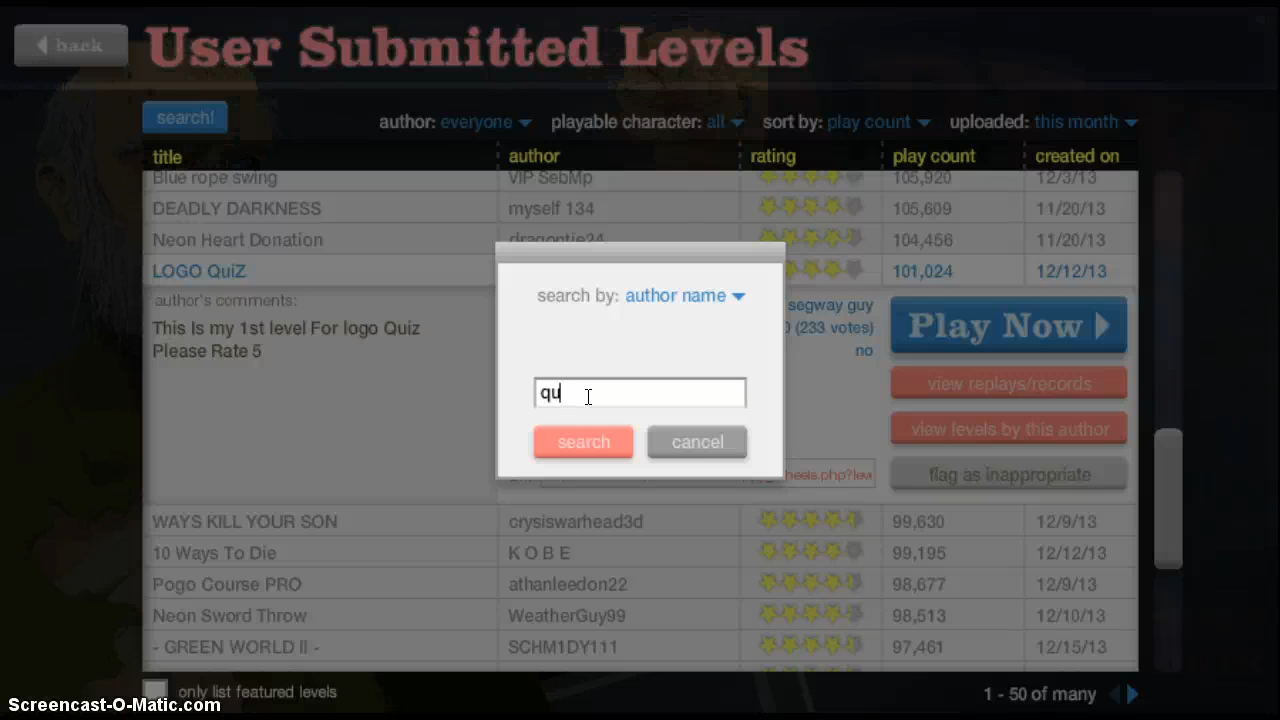 back
User Submitted Levels
search!
author: everyone playable character: all sort by: play count uploaded: this month
title author rating play count created on
Blue rope swing VIP SebMp 105,920 12/3/13
DEADLY DARKNESS myself 134 105,609 11/20/13
Neon Heart Donation dragontie24 104,456 11/20/13
LOGO QuiZ 101,024 12/12/13
author's comments:
This Is my 1st level For logo Quiz
Please Rate 5
search by: author name
qu
search cancel
segway guy
(233 votes)
no
Play Now
view replays/records
view levels by this author
flag as inappropriate
heels.php?lev
WAYS KILL YOUR SON crysiswarhead3d 99,630 12/9/13
10 Ways To Die K O B E 99,195 12/12/13
Pogo Course PRO athanleedon22 98,677 12/9/13
Neon Sword Throw WeatherGuy99 98,513 12/10/13
- GREEN WORLD II - SCHM1DY111 97,461 12/15/13
only list featured levels
1 - 50 of many
Screencast-O-Matic.com